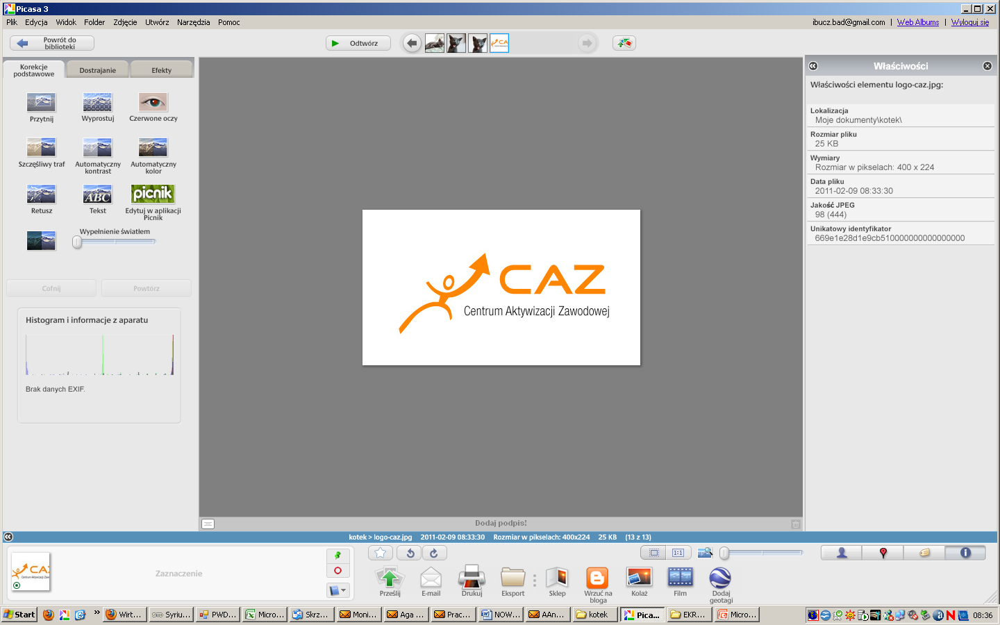 Picasa 3
Plik Edycja Widok Folder Zdjęcie Utwórz Narzędzia Pomoc
ibucz.bad@gmail.com | Web Albums | Wyloguj się
Powrót do
biblioteki
Odtwórz
Korekcje
podstawowe
Dostrajanie
Efekty
Przytnij
Wyprostuj
Czerwone oczy
Szczęśliwy traf
Automatyczny
kontrast
Automatyczny
kolor
Retusz
ABC
Tekst
picnik
Edytuj w aplikacji
Picnik
Wypełnienie światłem
Cofnij
Powtórz
Histogram i informacje z aparatu
Brak danych EXIF.
CAZ
Centrum Aktywizacji Zawodowej
Dodaj podpis!
Właściwości
Właściwości elementu logo-caz.jpg:
Lokalizacja
Moje dokumenty\kotek\
Rozmiar pliku
25 KB
Wymiary
Rozmiar w pikselach: 400 x 224
Data pliku
2011-02-09 08:33:30
Jakość JPEG
98 (444)
Unikatowy identyfikator
669e1e28d1e9cb510000000000000000
kotek > logo-caz.jpg 2011-02-09 08:33:30 Rozmiar w pikselach: 400x224 25 KB (13 z 13)
Zaznaczenie
1:1
Prześlij
E-mail
Drukuj
Eksport
Sklep
Wrzuć na
bloga
Kolaż
Film
Dodaj
geotagi
Start
Wirt...
Syriu...
PWD...
Micro...
Skrz...
Moni...
Aga ...
Prac...
NOW...
AAn...
kotek
Pica...
EKR...
Micro...
08:36